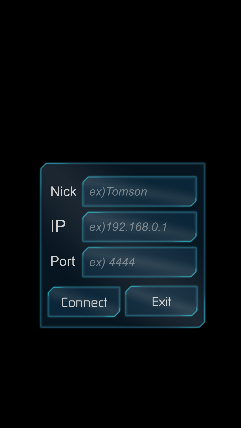 Nick ex)Tomson
IP ex)192.168.0.1
Port ex) 4444
Connect Exit